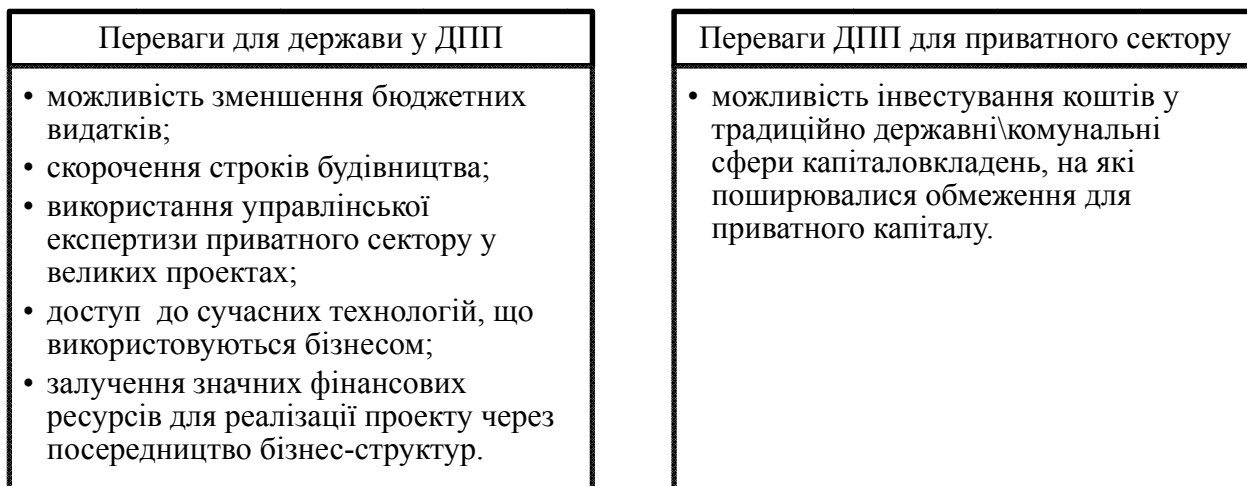 Переваги для держави у ДПП
• можливість зменшення бюджетних
видатків;
• скорочення строків будівництва;
• використання управлінської
експертизи приватного сектору у
великих проектах;
• доступ до сучасних технологій, що
використовуються бізнесом;
• залучення значних фінансових
ресурсів для реалізації проекту через
посередництво бізнес-структур.
Переваги ДПП для приватного сектору
• можливість інвестування коштів у
традиційно державні\комунальні
сфери капіталовкладень, на які
поширювалися обмеження для
приватного капіталу.